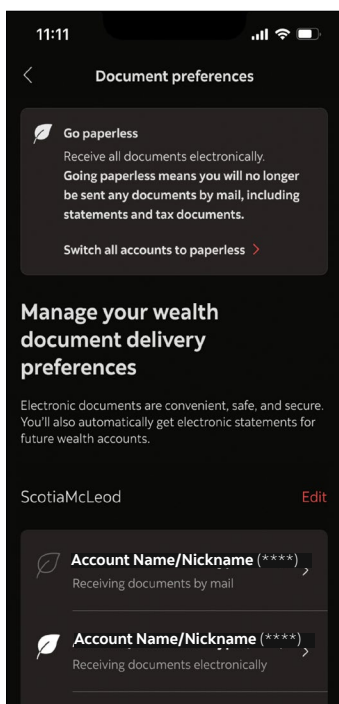 11:11
Document preferences
Go paperless
Receive all documents electronically.
Going paperless means you will no longer
be sent any documents by mail, including
statements and tax documents.
Switch all accounts to paperless
Manage your wealth
document delivery
preferences
Electronic documents are convenient, safe, and secure.
You'll also automatically get electronic statements for
future wealth accounts.
ScotiaMcLeod Edit
Account Name/Nickname (****)
Receiving documents by mail
Account Name/Nickname (****)
Receiving documents electronically